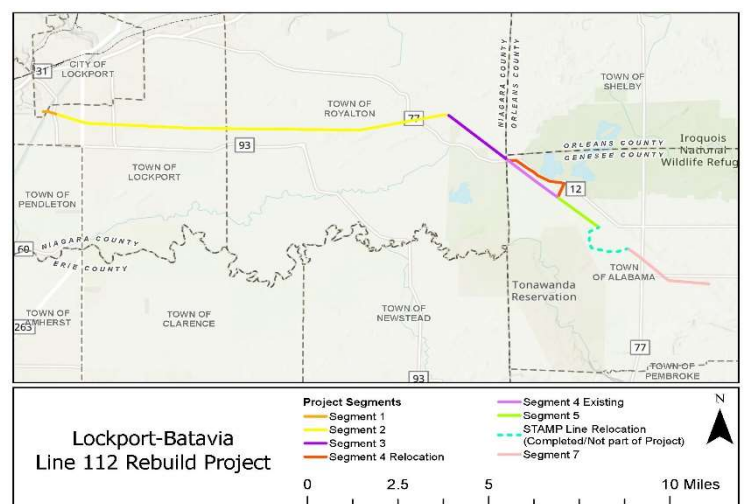 31
CITY OF
LOCKPORT
NIAGARA COUNTY
ORLEANS COUNTY
TOWN OF
SHELBY
TOWN OF
ROYALTON
77
93
ORLEANS COUNTY
GENESEE COUNTY
Iroquois
National
Wildlife Refug
TOWN OF
LOCKPORT
12
TOWN OF
PENDLETON
60
NIAGARA COUNTY
ERIE COUNTY
TOWN
OF ALABAMA
Tonawanda
Reservation
TOWN OF
AMHERST
263
TOWN OF
CLARENCE
TOWN OF
NEWSTEAD
77
TOWN OF
PEMBROKE
93
Lockport-Batavia
Line 112 Rebuild Project
Project Segments
Segment 1
Segment 2
Segment 3
Segment 4 Relocation
Segment 4 Existing
Segment 5
STAMP Line Relocation
(Completed/Not part of Project)
Segment 7
N
0 2.5 5 10 Miles